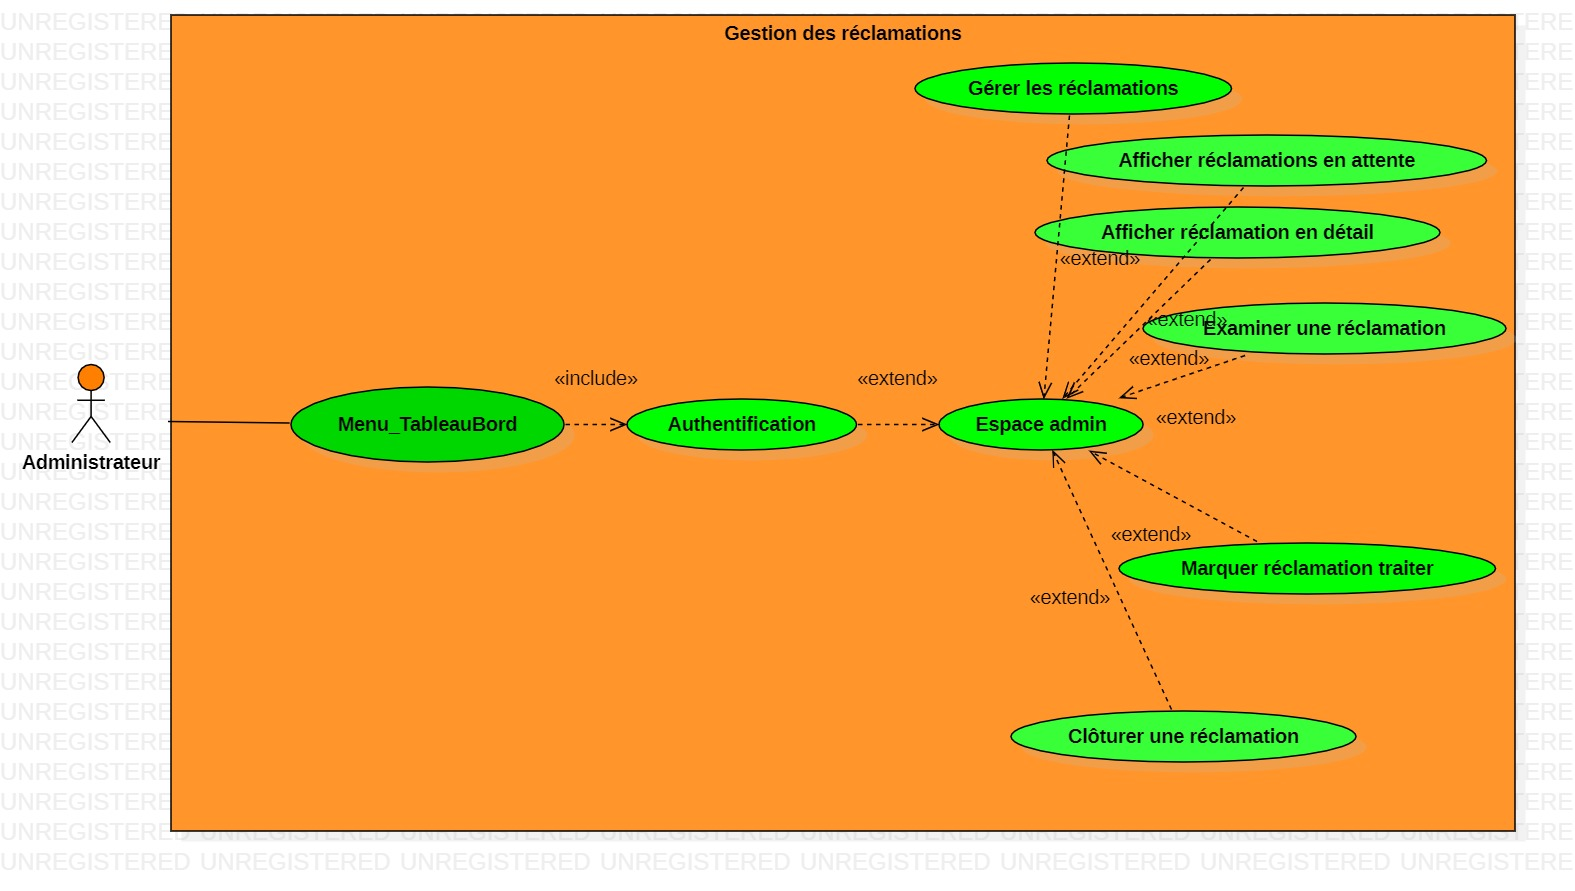 Gestion des réclamations
Gérer les réclamations
Afficher réclamations en attente
Afficher réclamation en détail
«extend»
«extend»
Examiner une réclamation
«extend»
«include»
«extend»
«extend»
Menu_TableauBord
Authentification
Espace admin
Administrateur
«extend»
Marquer réclamation traiter
«extend»
Clôturer une réclamation
UNREGISTERED UNREGISTERED UNREGISTERED UNREGISTERED UNREGISTERED UNREGISTERED UNREGISTERED UNREGISTERED